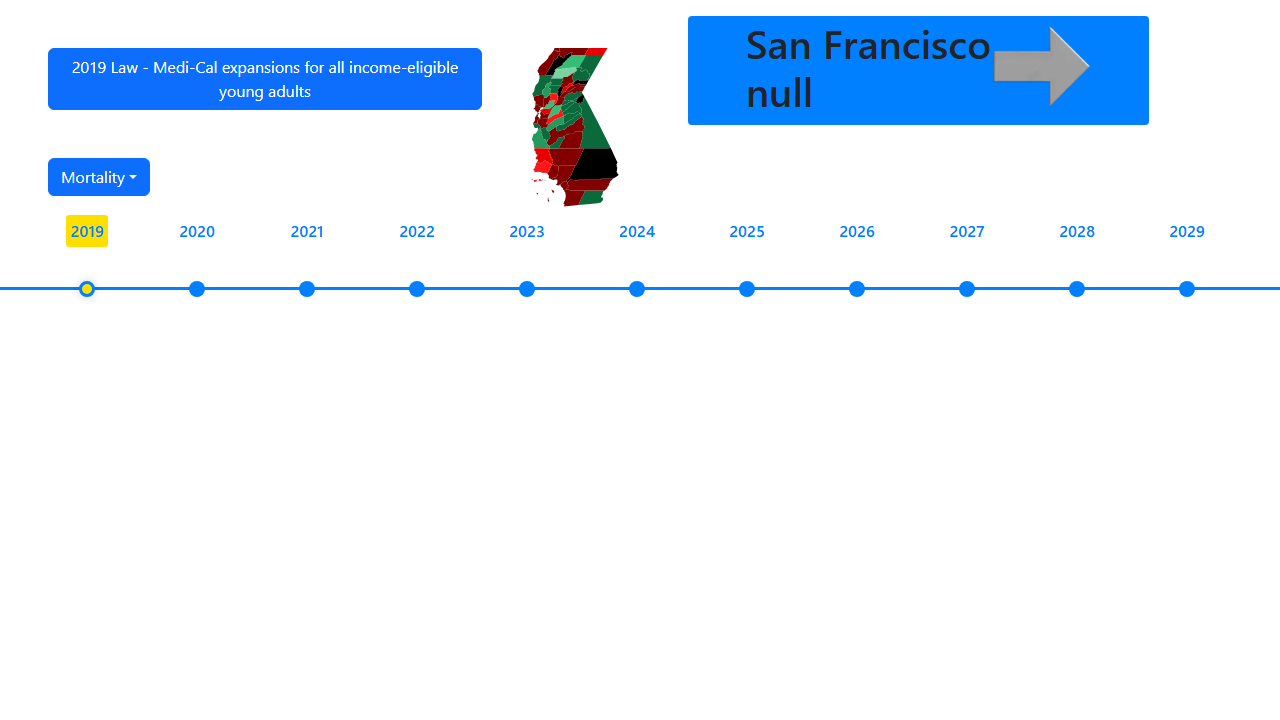 2019 Law - Medi-Cal expansions for all income-eligible
young adults
San Francisco
null
Mortality
2019 2020 2021 2022 2023 2024 2025 2026 2027 2028 2029